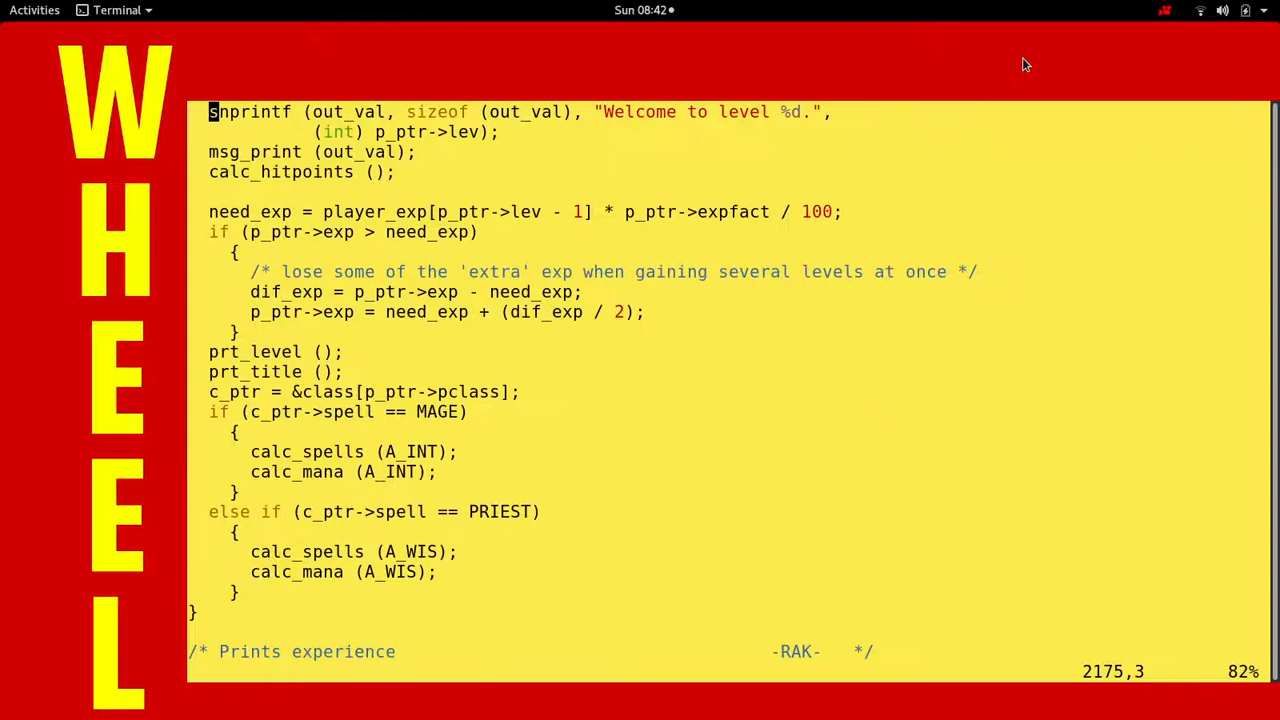 Activities Terminal Sun 08:42
WHEEL
snprintf (out_val, sizeof (out_val), "Welcome to level %d.",
(int) p_ptr->lev);
msg_print (out_val);
calc_hitpoints ();
need_exp = player_exp[p_ptr->lev - 1] * p_ptr->expfact / 100;
if (p_ptr->exp > need_exp)
{
/* lose some of the 'extra' exp when gaining several levels at once */
dif_exp = p_ptr->exp - need_exp;
p_ptr->exp = need_exp + (dif_exp / 2);
}
prt_level ();
prt_title ();
c_ptr = &class[p_ptr->pclass];
if (c_ptr->spell == MAGE)
{
calc_spells (A_INT);
calc_mana (A_INT);
}
else if (c_ptr->spell == PRIEST)
{
calc_spells (A_WIS);
calc_mana (A_WIS);
}
}
/* Prints experience -RAK- */
2175,3 82%